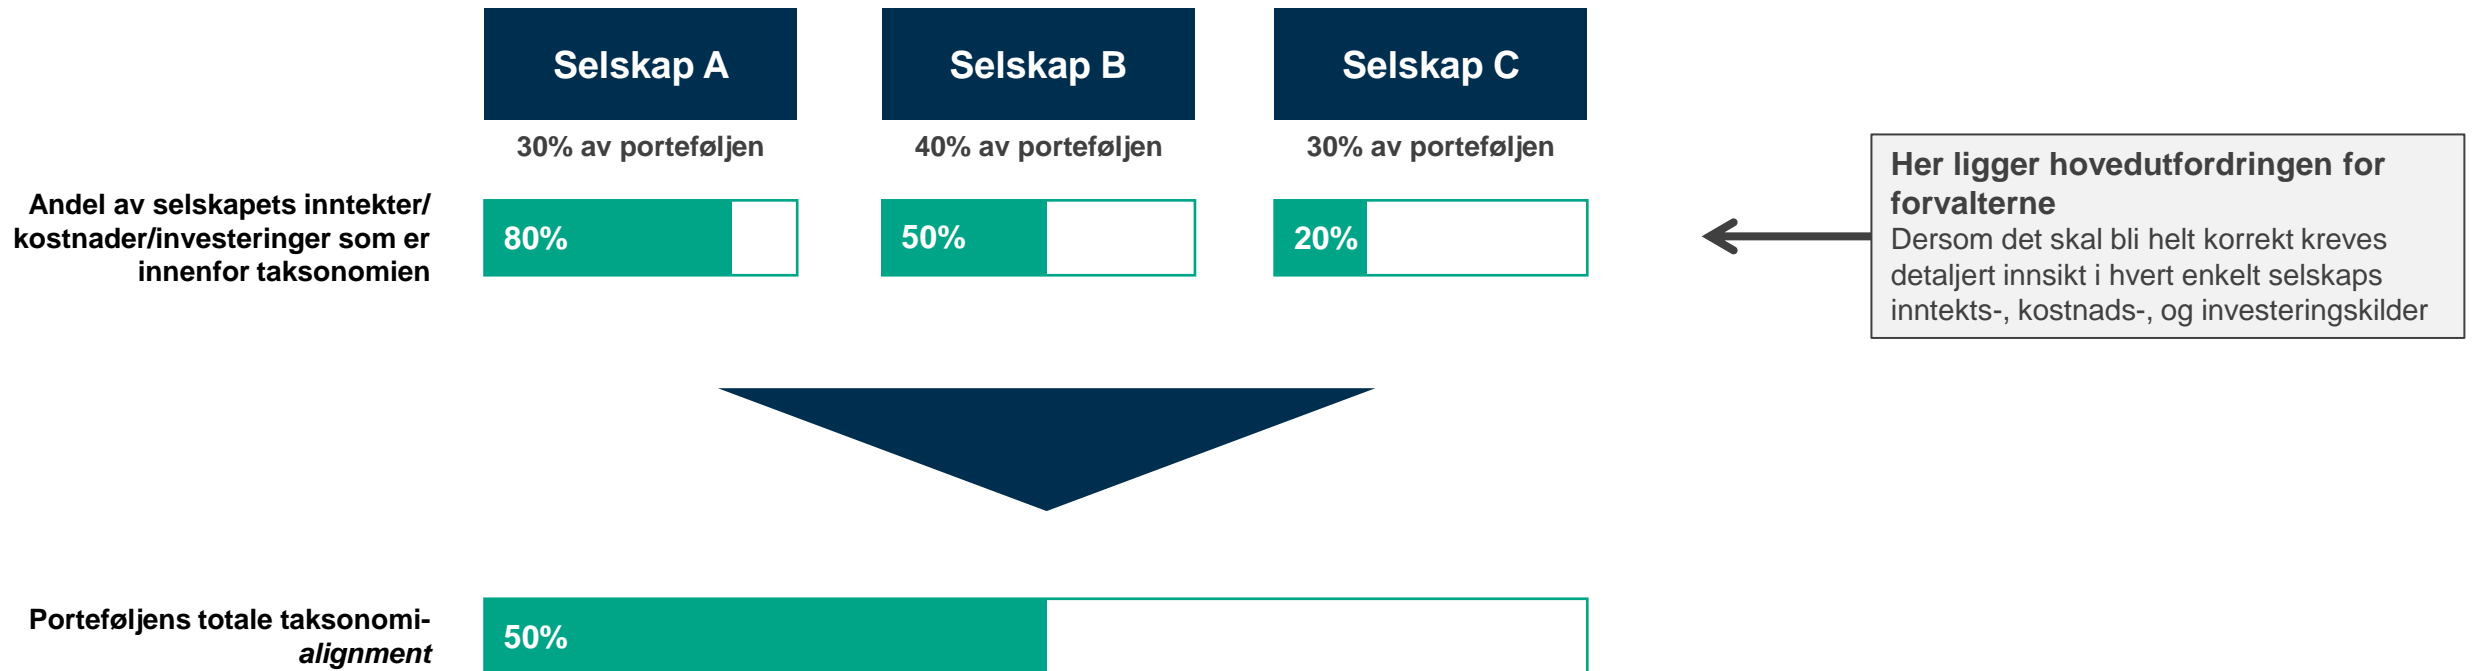 Selskap A
Selskap B
Selskap C
30% av porteføljen
40% av porteføljen
30% av porteføljen
Andel av selskapets inntekter/
kostnader/investeringer som er
innenfor taksonomien
80%
50%
20%
Her ligger hovedutfordringen for
forvalterne
Dersom det skal bli helt korrekt kreves
detaljert innsikt i hvert enkelt selskaps
inntekts-, kostnads-, og investeringskilder
Porteføljens totale taksonomi-
alignment
50%